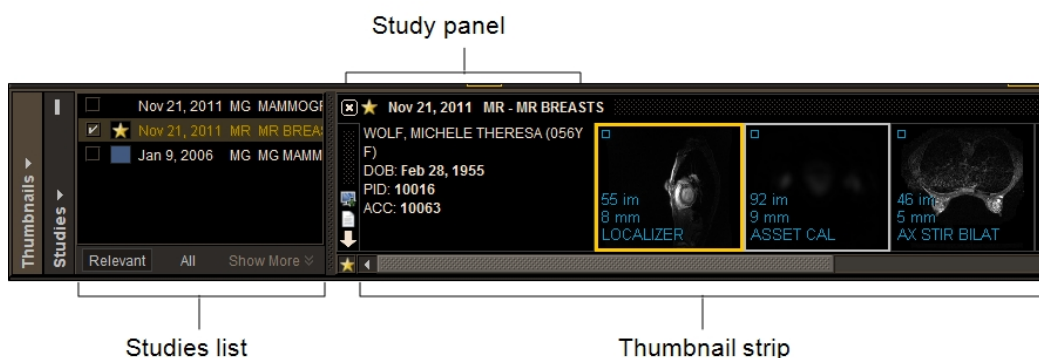 Study panel
Thumbnails
Studies
Nov 21, 2011 MG MAMMOGF
Nov 21, 2011 MR MR BREAS
Jan 9, 2006 MG MG MAMM
Relevant All Show More
Nov 21, 2011 MR - MR BREASTS
WOLF, MICHELE THERESA (056Y
F)
DOB: Feb 28, 1955
PID: 10016
ACC: 10063
55 im
8 mm
LOCALIZER
92 im
9 mm
ASSET CAL
46 im
5 mm
AX STIR BILAT
Studies list
Thumbnail strip